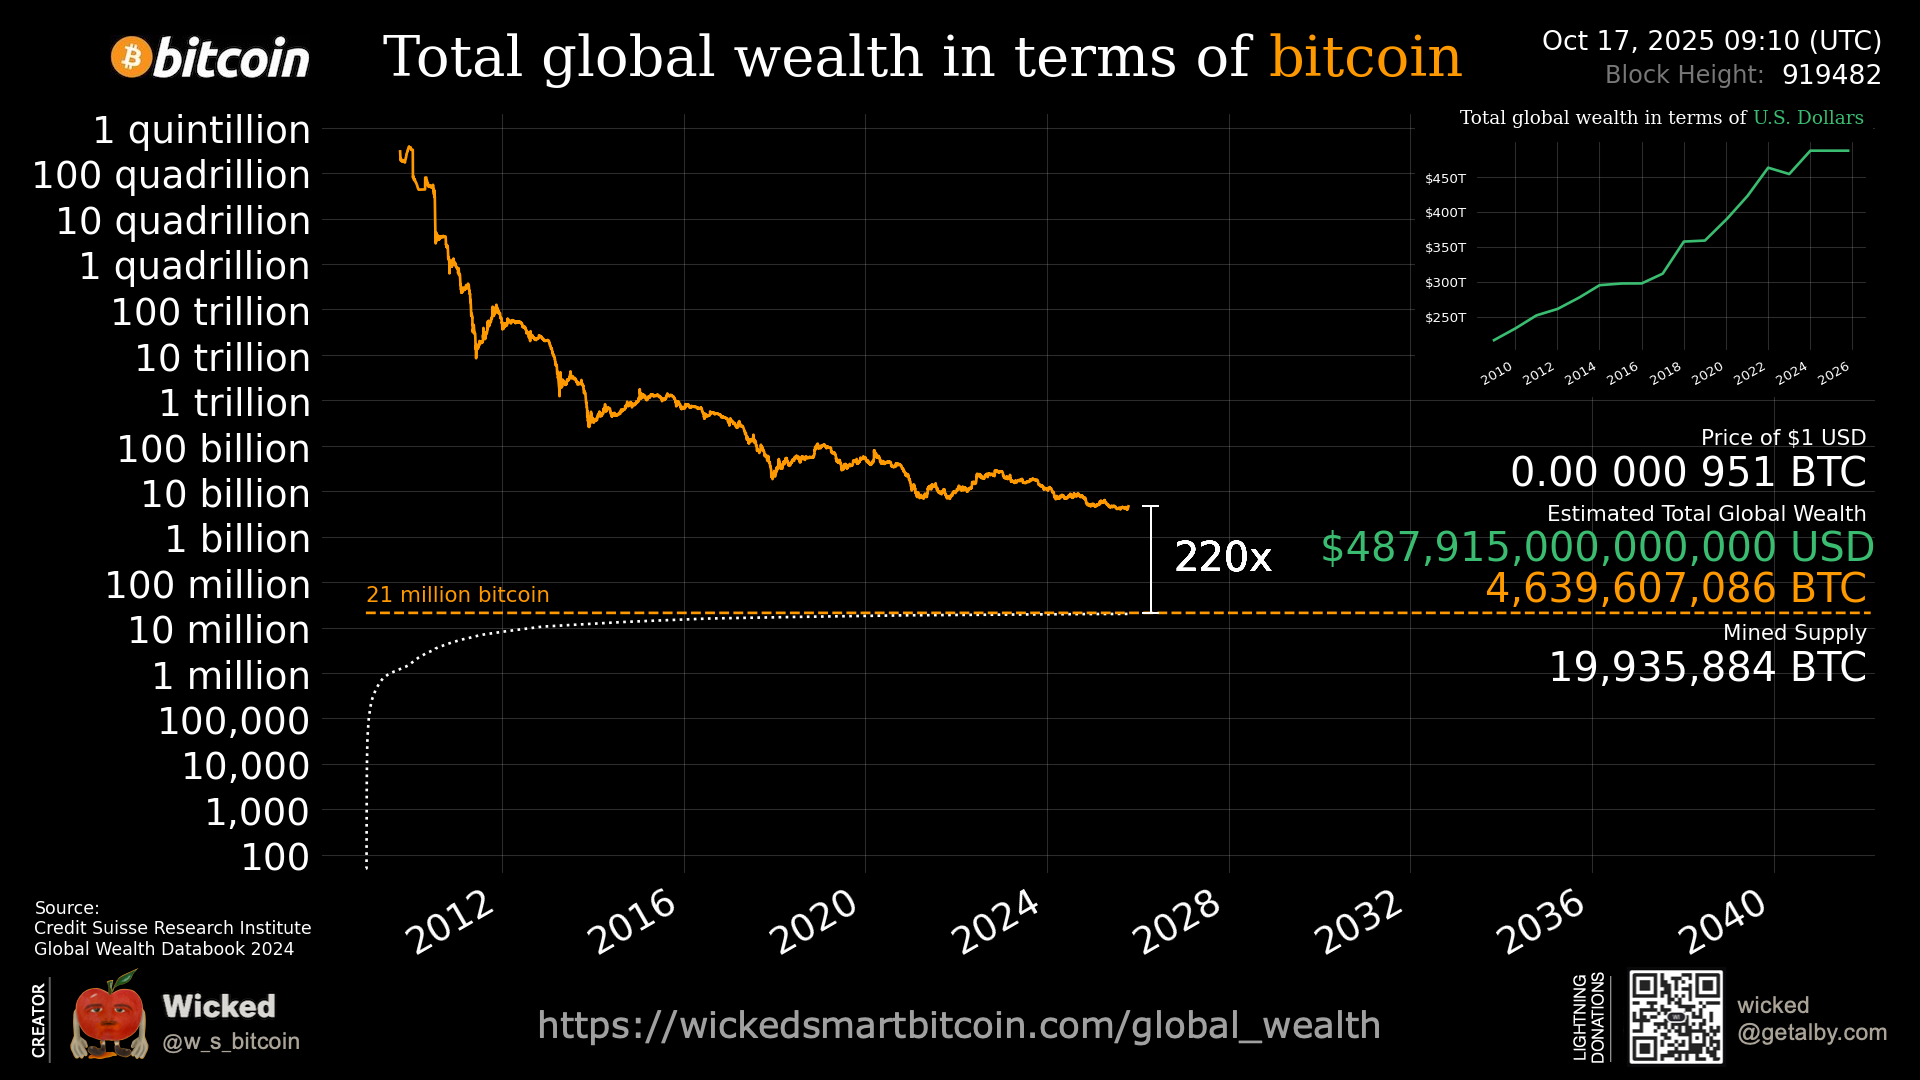 bitcoin
Total global wealth in terms of bitcoin
Oct 17, 2025 09:10 (UTC)
Block Height: 919482
1 quintillion
100 quadrillion
10 quadrillion
1 quadrillion
100 trillion
10 trillion
1 trillion
100 billion
10 billion
1 billion
100 million
10 million
1 million
100,000
10,000
1,000
100
Total global wealth in terms of U.S. Dollars
$450T
$400T
$350T
$300T
$250T
2010 2012 2014 2016 2018 2020 2022 2024 2026
Price of $1 USD
0.00 000 951 BTC
Estimated Total Global Wealth
$487,915,000,000,000 USD
4,639,607,086 BTC
220x
21 million bitcoin
Mined Supply
19,935,884 BTC
2012 2016 2020 2024 2028 2032 2036 2040
Source:
Credit Suisse Research Institute
Global Wealth Databook 2024
CREATOR
Wicked
@w_s_bitcoin
https://wickedsmartbitcoin.com/global_wealth
LIGHTNING
DONATIONS
wicked
@getalby.com